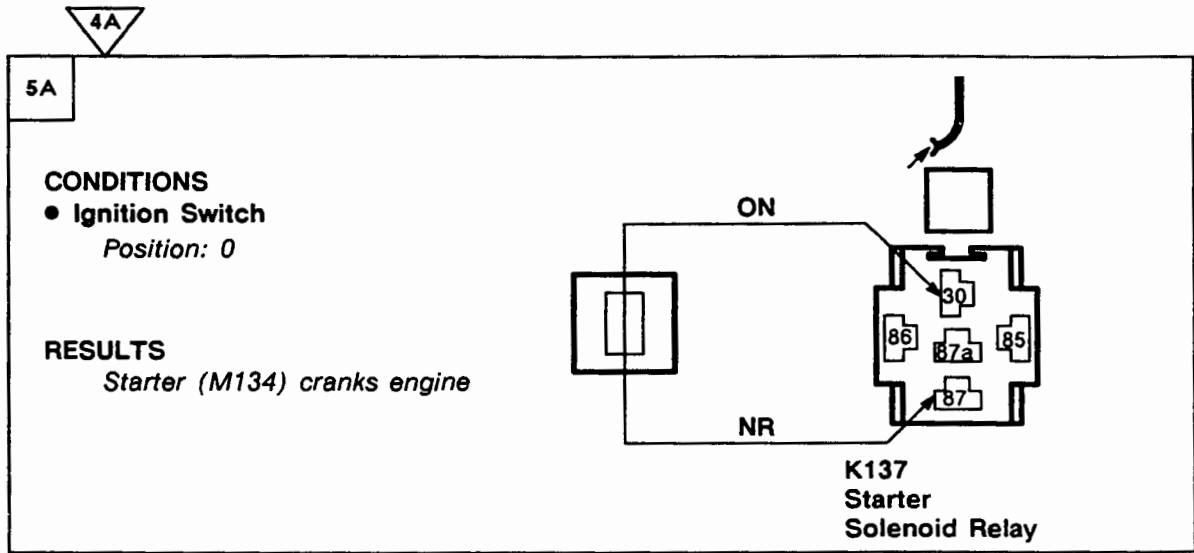 4A
5A
CONDITIONS
● Ignition Switch
Position: 0
RESULTS
Starter (M134) cranks engine
ON
NR
30
86
87a
85
87
K137
Starter
Solenoid Relay